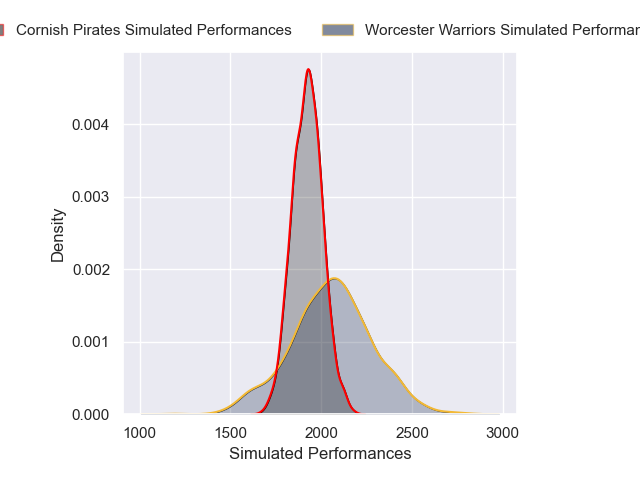 Cornish Pirates Simulated Performances
Worcester Warriors Simulated
0.004
0.003
0.002
0.001
0.000
Density
1000 1500 2000 2500 3000
Simulated Performances